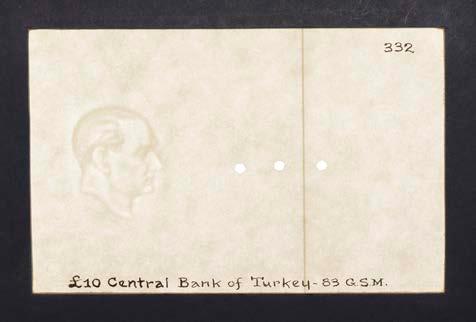 332
£10 Central Bank of Turkey - 83 G.S.M.